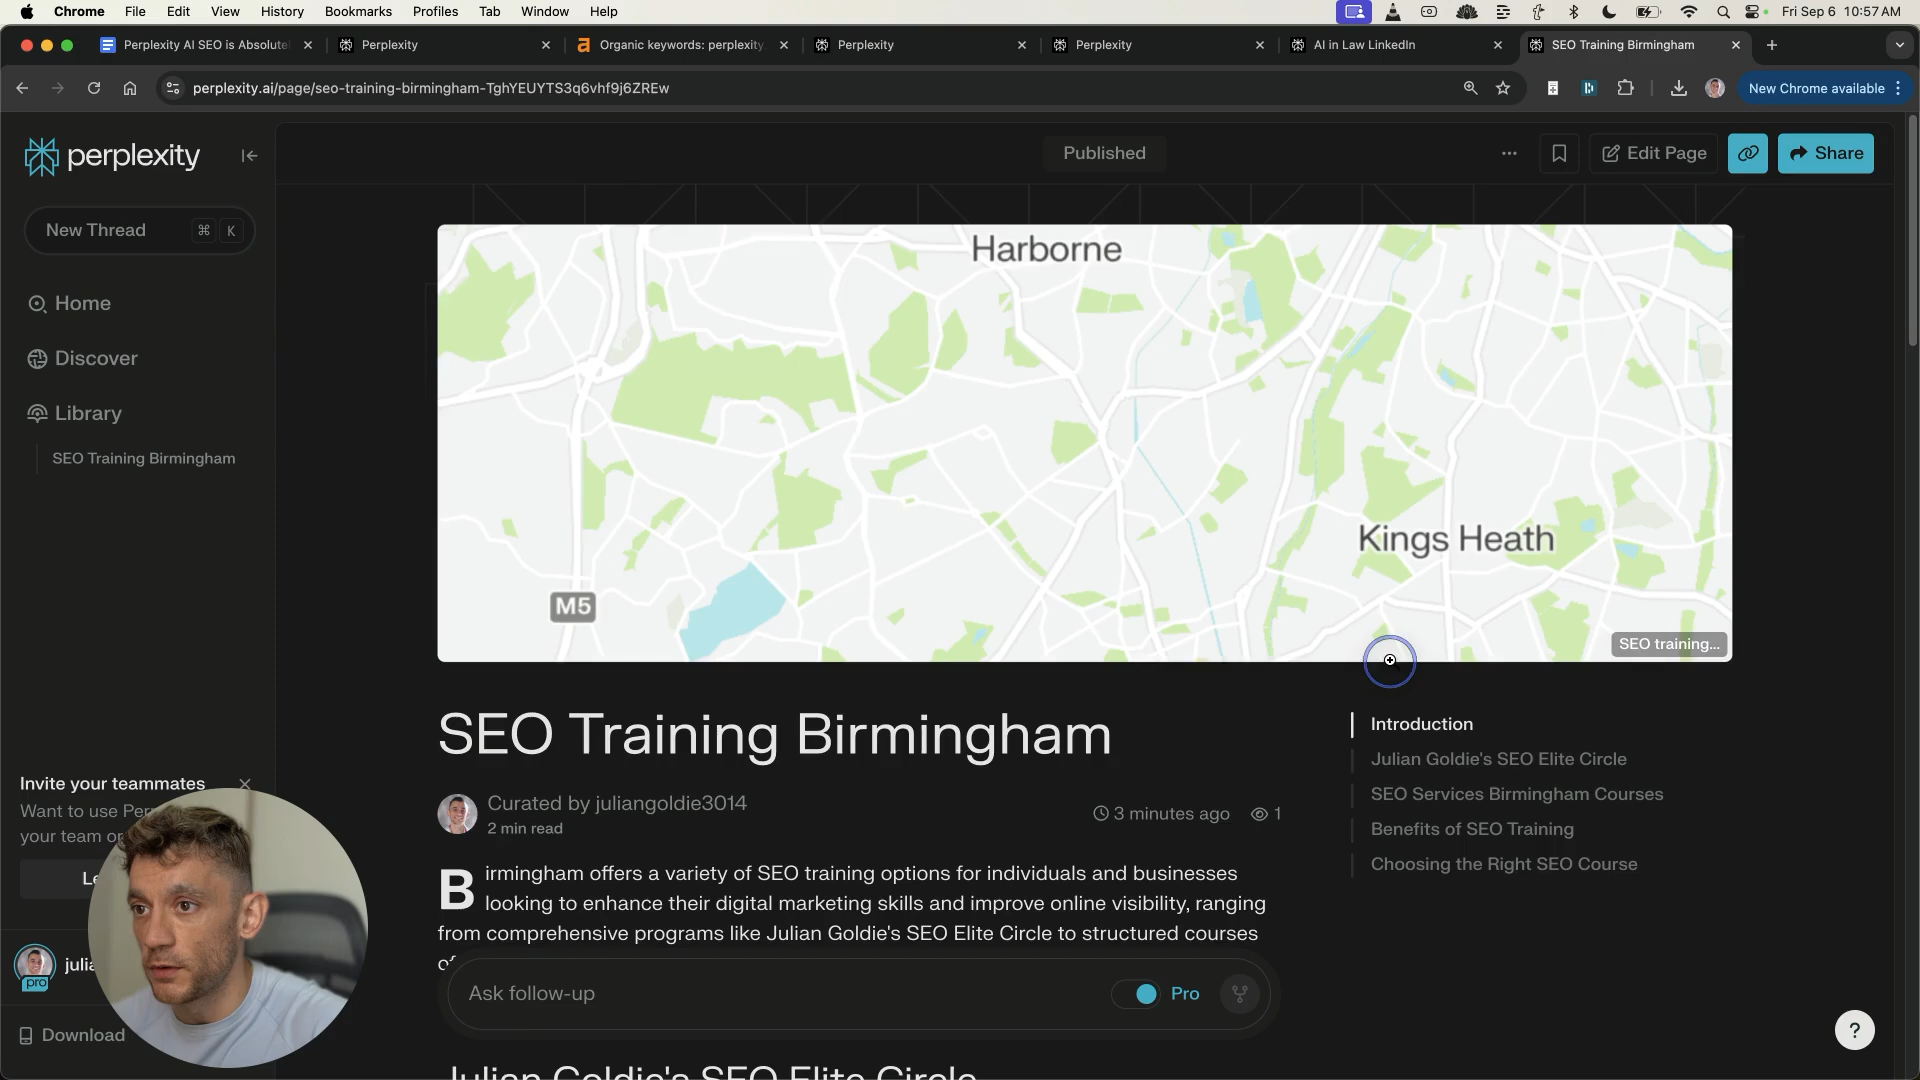 Chrome File Edit View History Bookmarks Profiles Tab Window Help Fri Sep 6 10:57 AM
Perplexity AI SEO is Absolute Perplexity Organic keywords: perplexity Perplexity Perplexity AI in Law LinkedIn SEO Training Birmingham
perplexity.ai/page/seo-training-birmingham-TghYEUYTS3q6vhf9j6ZREw New Chrome available
perplexity
Published
Edit Page
Share
New Thread ⌘ K
Home
Discover
Library
SEO Training Birmingham
Harborne
Kings Heath
M5
SEO training...
SEO Training Birmingham
Curated by juliangoldie3014
2 min read
3 minutes ago 1
Birmingham offers a variety of SEO training options for individuals and businesses
looking to enhance their digital marketing skills and improve online visibility, ranging
from comprehensive programs like Julian Goldie's SEO Elite Circle to structured courses
Ask follow-up Pro
Julian Goldie's SEO Elite Circle
Introduction
Julian Goldie's SEO Elite Circle
SEO Services Birmingham Courses
Benefits of SEO Training
Choosing the Right SEO Course
Invite your teammates
Want to use
your team or
pro
Download
?